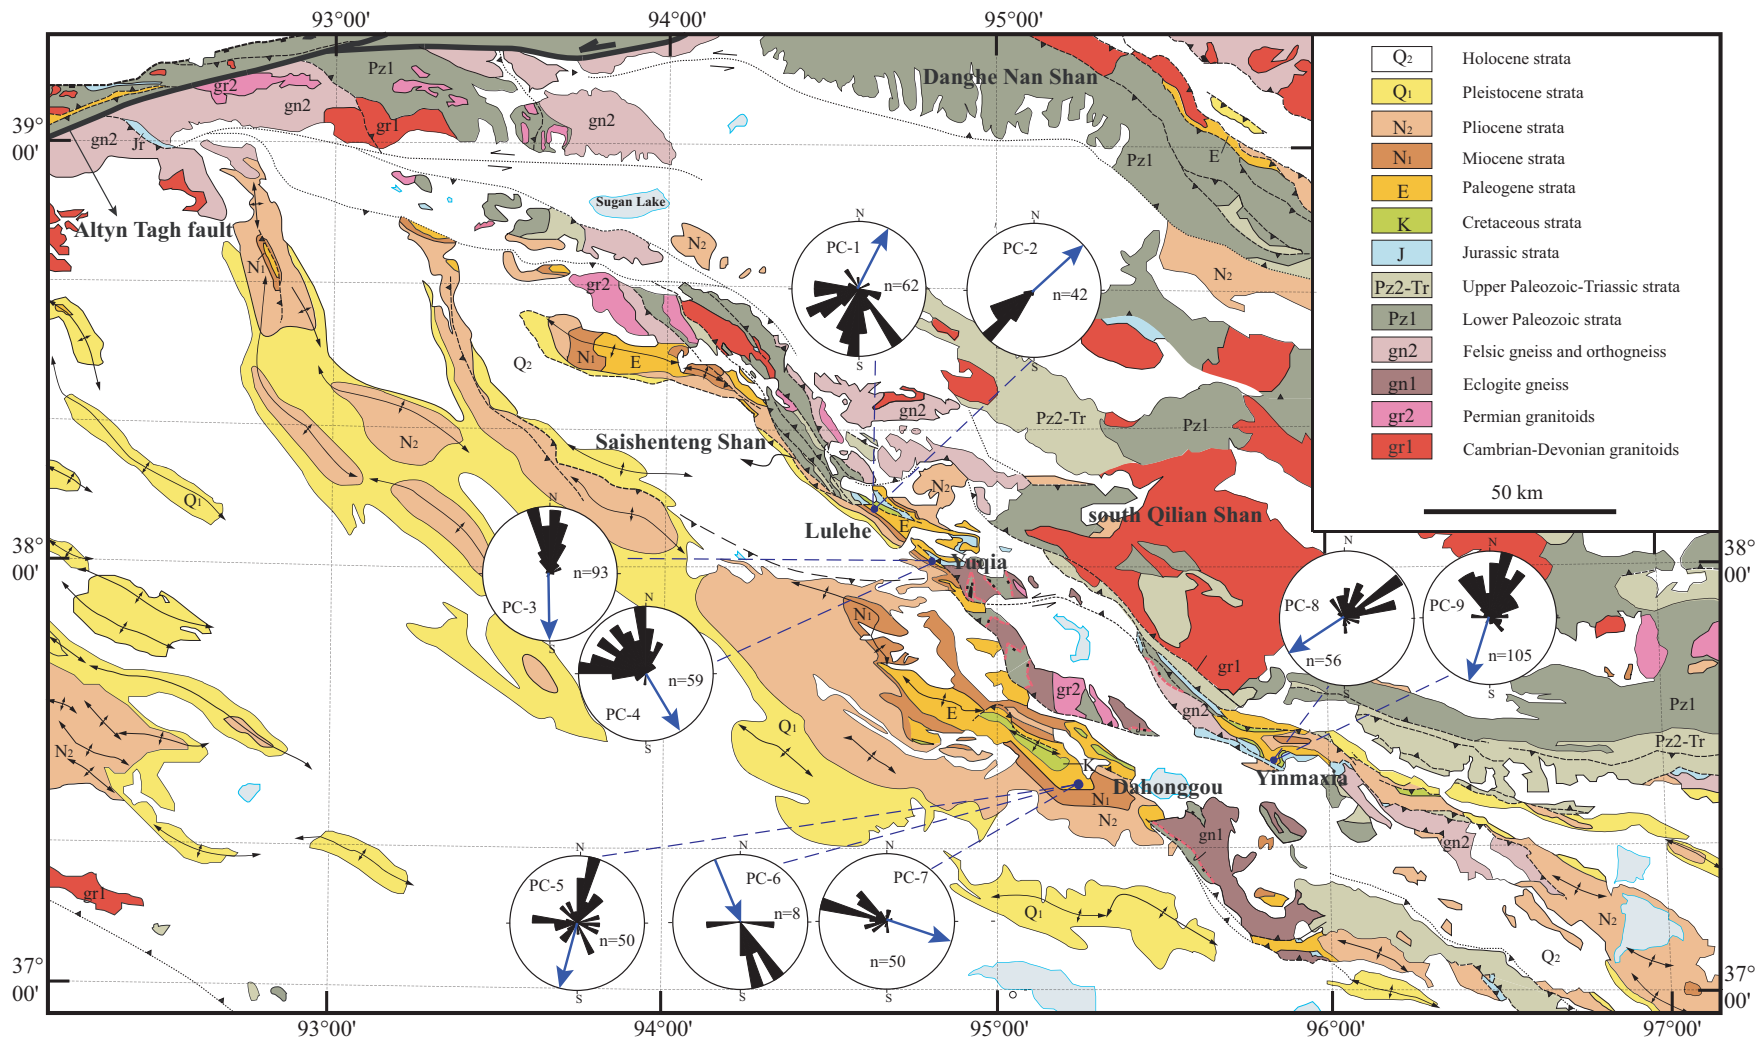 93°00'
94°00'
95°00'
39°
00'
38°
00'
37°
00'
38°
00'
37°
00'
93°00'
94°00'
95°00'
96°00'
97°00'
Q2
Holocene strata
Q1
Pleistocene strata
N2
Pliocene strata
N1
Miocene strata
E
Paleogene strata
K
Cretaceous strata
J
Jurassic strata
Pz2-Tr
Upper Paleozoic-Triassic strata
Pz1
Lower Paleozoic strata
gn2
Felsic gneiss and orthogneiss
gn1
Eclogite gneiss
gr2
Permian granitoids
gr1
Cambrian-Devonian granitoids
50 km
Pz1
gr2
gn2
gr1
gn2
gn2
Jr
Danghe Nan Shan
Pz1
E
Altyn Tagh fault
Sugan Lake
N1
N2
N2
gr2
N
PC-1
n=62
S
N
PC-2
n=42
S
Q2
N1
E
gn2
Pz2-Tr
Pz1
N2
Saishenteng Shan
Q1
N2
E
Lulehe
south Qilian Shan
Yuqia
N
n=93
PC-3
S
N
n=59
PC-4
S
N
PC-8
n=56
S
N
PC-9
n=105
S
N1
gr1
gr2
gn2
E
Q1
Pz1
Pz2-Tr
N2
K
Dahonggou
Yinmaxia
N1
N2
gn1
gn2
gr1
N
PC-5
n=50
S
N
PC-6
n=8
S
N
PC-7
n=50
S
Q1
N2
Q2